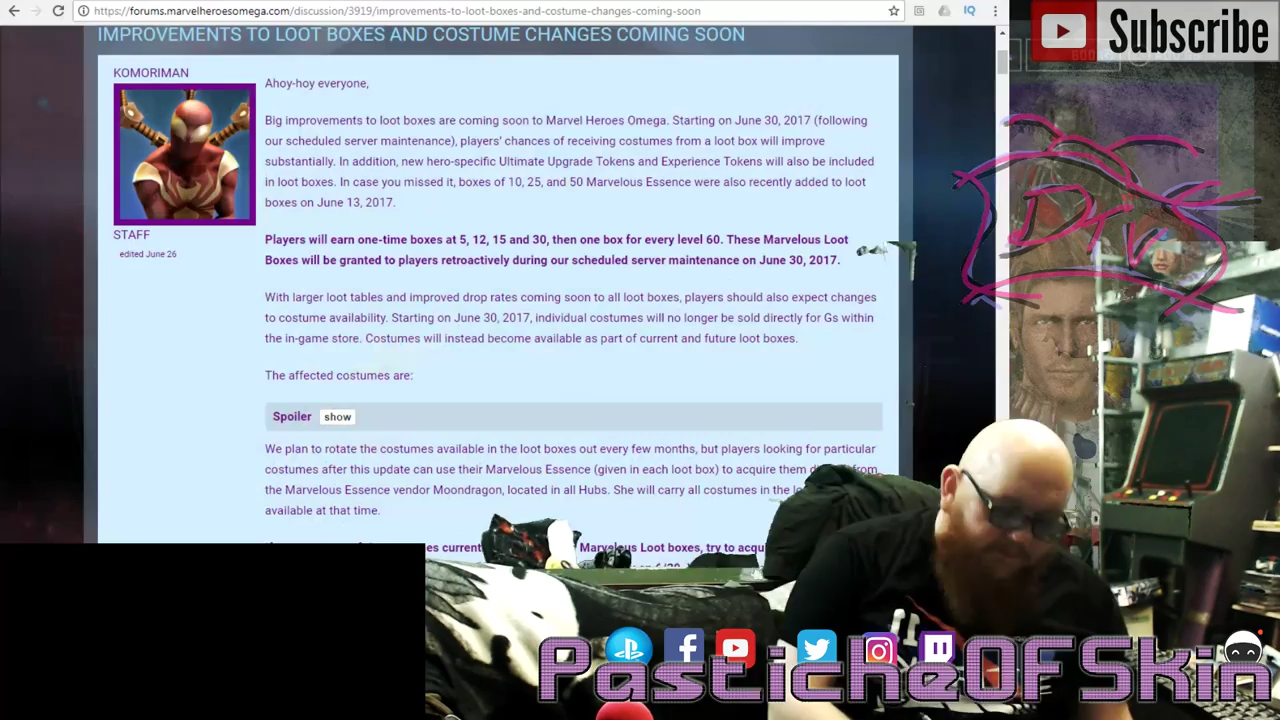 https://forums.marvelheroesomega.com/discussion/3919/improvements-to-loot-boxes-and-costume-changes-coming-soon
Subscribe
IMPROVEMENTS TO LOOT BOXES AND COSTUME CHANGES COMING SOON
KOMORIMAN
STAFF
edited June 26
Ahoy-hoy everyone,
Big improvements to loot boxes are coming soon to Marvel Heroes Omega. Starting on June 30, 2017 (following
our scheduled server maintenance), players' chances of receiving costumes from a loot box will improve
substantially. In addition, new hero-specific Ultimate Upgrade Tokens and Experience Tokens will also be included
in loot boxes. In case you missed it, boxes of 10, 25, and 50 Marvelous Essence were also recently added to loot
boxes on June 13, 2017.
Players will earn one-time boxes at 5, 12, 15 and 30, then one box for every level 60. These Marvelous Loot
Boxes will be granted to players retroactively during our scheduled server maintenance on June 30, 2017.
With larger loot tables and improved drop rates coming soon to all loot boxes, players should also expect changes
to costume availability. Starting on June 30, 2017, individual costumes will no longer be sold directly for Gs within
the in-game store. Costumes will instead become available as part of current and future loot boxes.
The affected costumes are:
Spoiler show
We plan to rotate the costumes available in the loot boxes out every few months, but players looking for particular
costumes after this update can use their Marvelous Essence (given in each loot box) to acquire them from
the Marvelous Essence vendor Moondragon, located in all Hubs. She will carry all costumes in the
available at that time.
Marvelous Loot boxes, try to
DTV
PasticheOFSkin